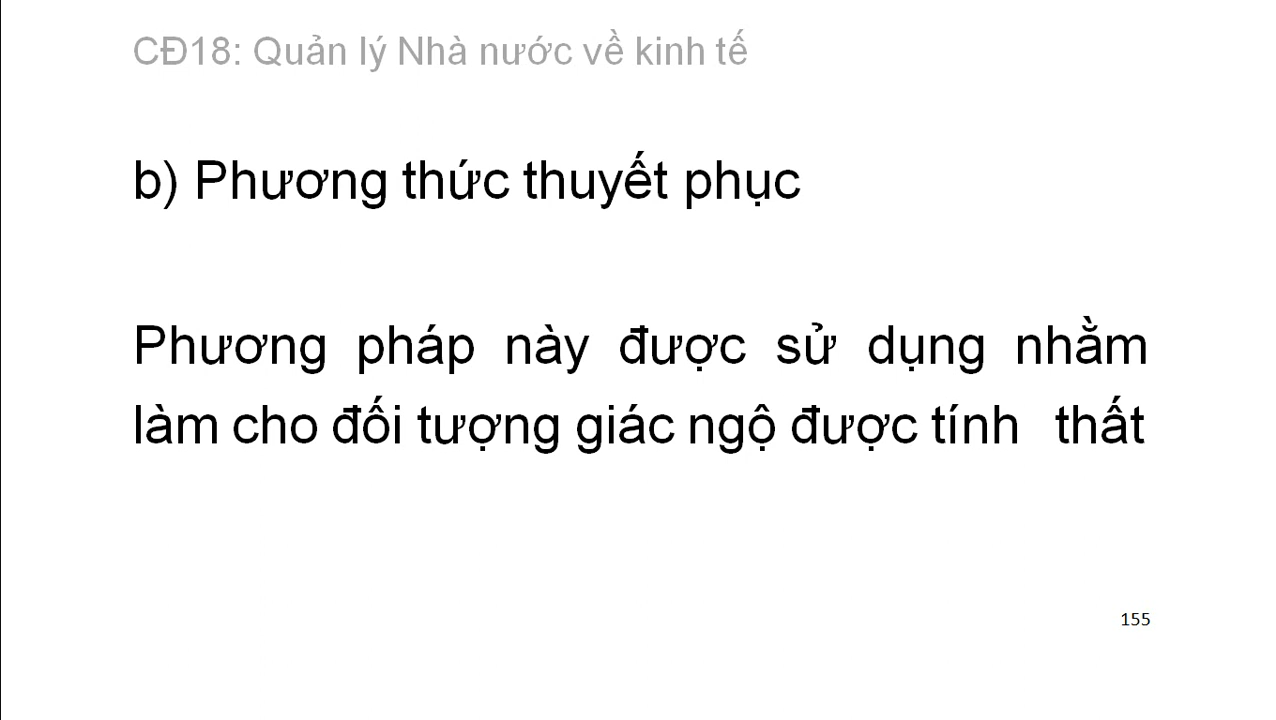 CĐ18: Quản lý Nhà nước về kinh tế
b) Phương thức thuyết phục
Phương pháp này được sử dụng nhằm
làm cho đối tượng giác ngộ được tính thất
155